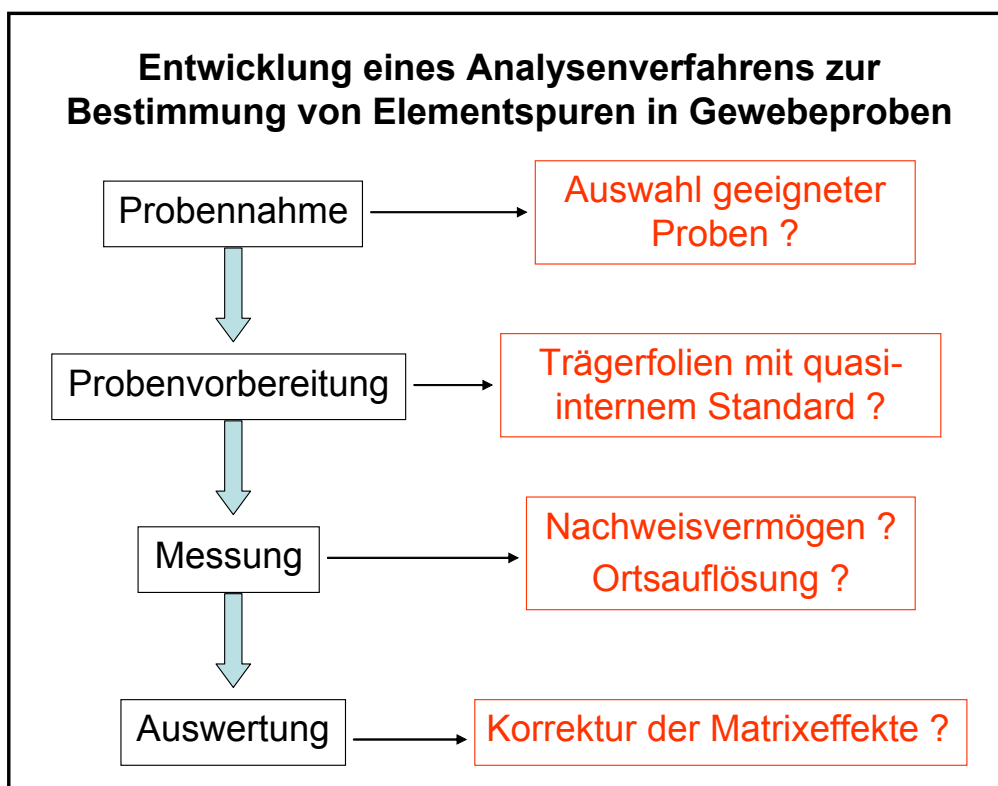 Entwicklung eines Analysenverfahrens zur
Bestimmung von Elementspuren in Gewebeproben
Probennahme
Auswahl geeigneter
Proben ?
Probenvorbereitung
Trägerfolien mit quasi-
internem Standard ?
Messung
Nachweisvermögen ?
Ortsauflösung ?
Auswertung
Korrektur der Matrixeffekte ?